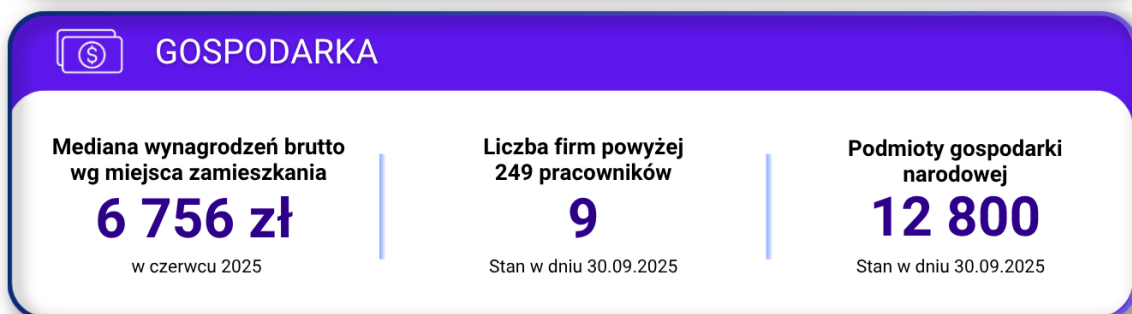 GOSPODARKA
Mediana wynagrodzeń brutto
wg miejsca zamieszkania
6 756 zł
w czerwcu 2025
Liczba firm powyżej
249 pracowników
9
Stan w dniu 30.09.2025
Podmioty gospodarki
narodowej
12 800
Stan w dniu 30.09.2025